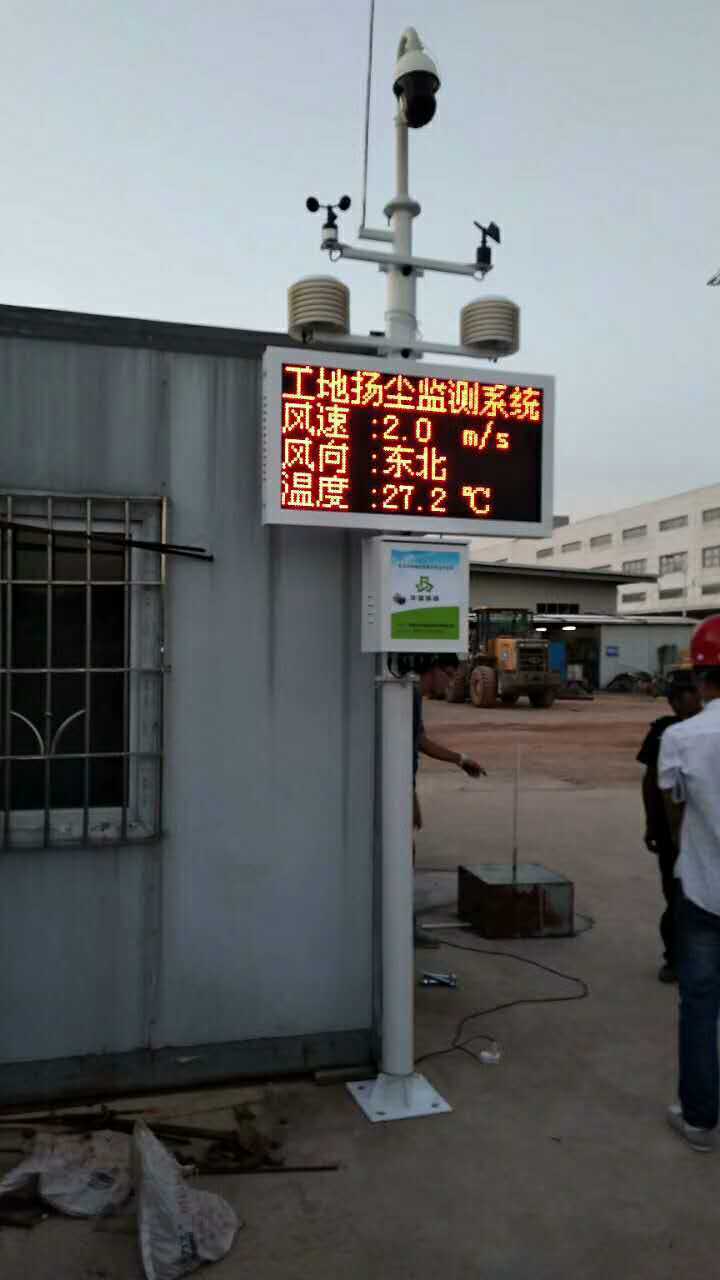 工地扬尘监测系统
风速 :2.0 m/s
风向 :东北
温度 :27.2 ℃